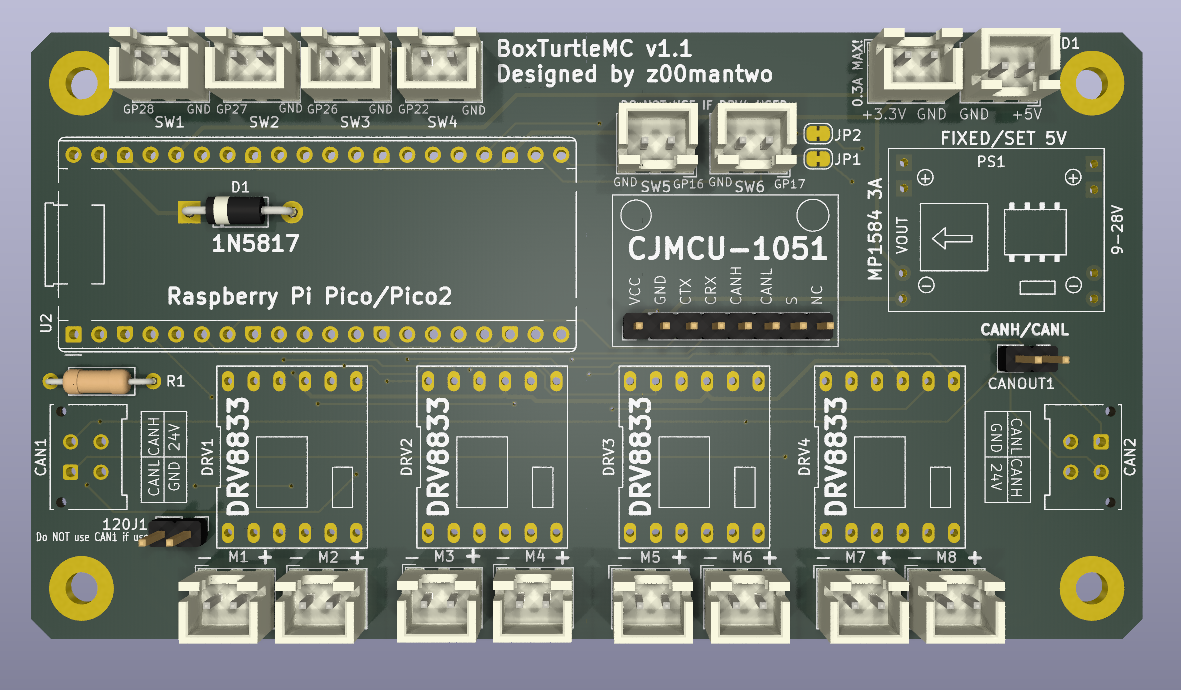 BoxTurtleMC v1.1
Designed by z00mantwo
GP28 GND
SW1
GP27 GND
SW2
GP26 GND
SW3
GP22 GND
SW4
0.3A MAX!
+3.3V GND
GND +5V
D1
DO NOT USE IF DRV4 USED
JP2
JP1
GND SW5 GP16
GND SW6 GP17
FIXED/SET 5V
PS1
MP1584 3A
VOUT
9-28V
D1
1N5817
Raspberry Pi Pico/Pico2
U2
CJMCU-1051
VCC
GND
CTX
CRX
CANH
CANL
S
NC
CANH/CANL
CANOUT1
R1
CAN1
CANL CANH
GND 24V
120J1
Do NOT use CAN1 if
DRV1
DRV8833
DRV2
DRV8833
DRV3
DRV8833
DRV4
DRV8833
GND CANL
24V CANH
CAN2
− M1 +
− M2 +
− M3 +
− M4 +
− M5 +
− M6 +
− M7 +
− M8 +